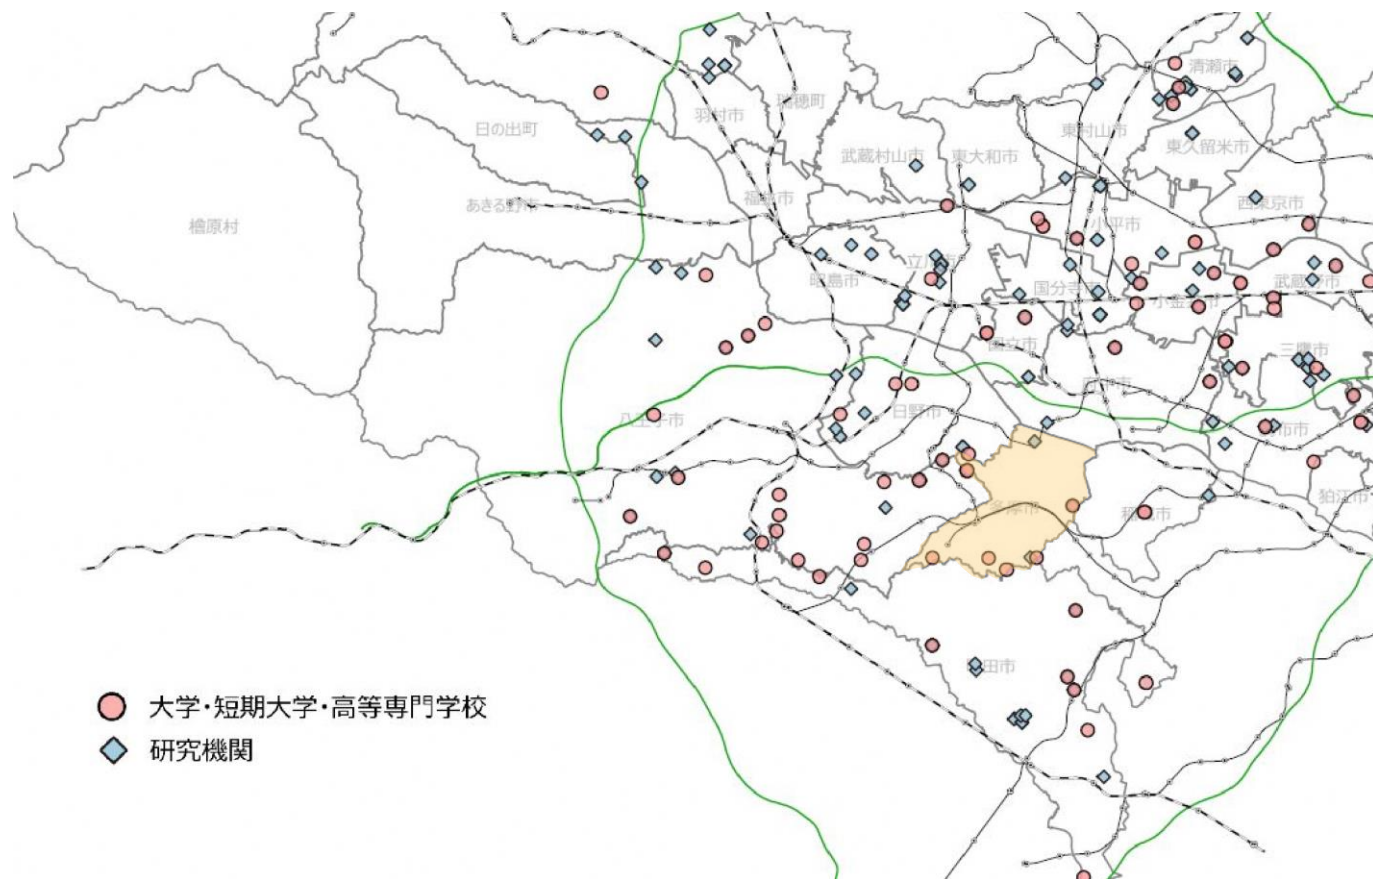 清瀬市
羽村市
瑞穂町
日の出町
東村山市
武蔵村山市
東大和市
東久留米市
福生市
あきる野市
西東京市
檜原村
小平市
立川市
昭島市
国分寺市
武蔵野市
小金井市
国立市
三鷹市
府中市
日野市
八王子市
狛江市
多摩市
稲城市
大学・短期大学・高等専門学校
研究機関